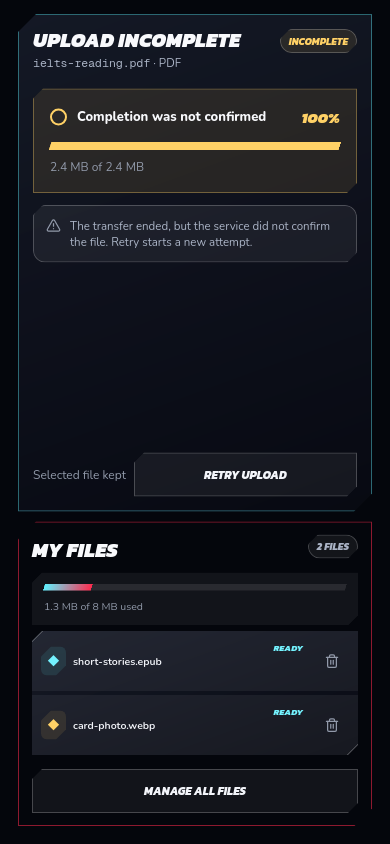 UPLOAD INCOMPLETE
INCOMPLETE
ielts-reading.pdf · PDF
Completion was not confirmed
100%
2.4 MB of 2.4 MB
The transfer ended, but the service did not confirm
the file. Retry starts a new attempt.
Selected file kept
RETRY UPLOAD
MY FILES
2 FILES
1.3 MB of 8 MB used
short-stories.epub
READY
card-photo.webp
READY
MANAGE ALL FILES